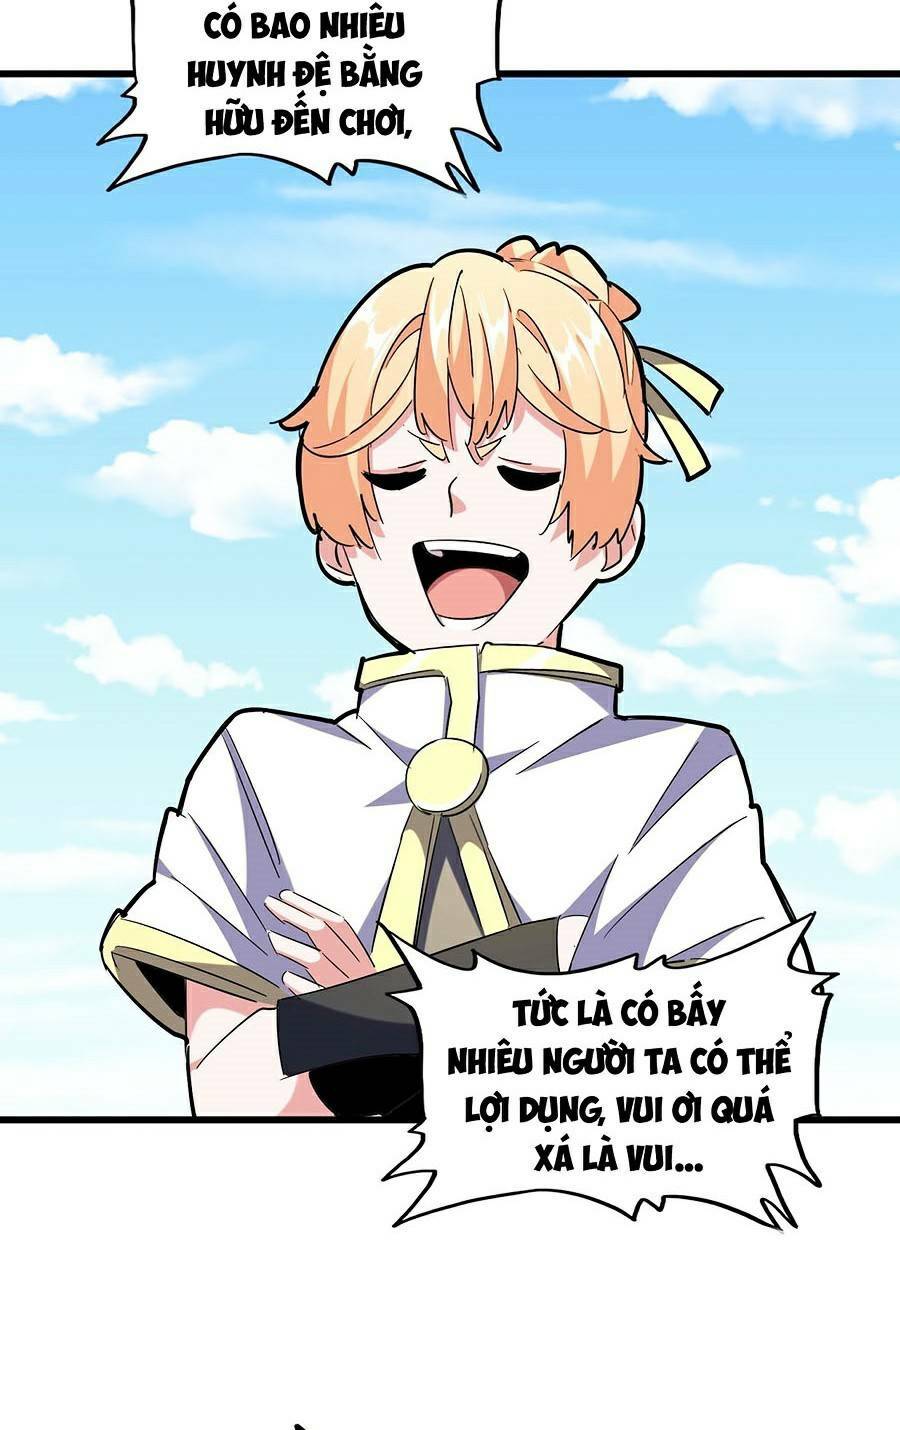 CÓ BAO NHIÊU
HUYNH ĐỆ BẰNG
HỮU ĐẾN CHƠI,
TỨC LÀ CÓ BẤY
NHIÊU NGƯỜI TA CÓ THỂ
LỢI DỤNG, VUI ƠI QUÁ
XÁ LÀ VUI...